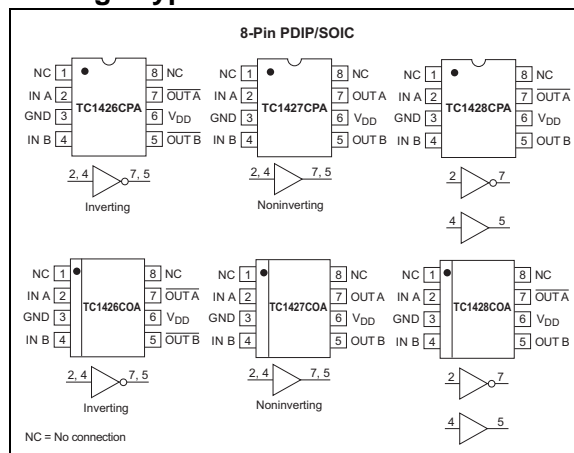 8-Pin PDIP/SOIC
NC 1 8 NC
IN A 2 7 OUT A
GND 3 6 VDD
IN B 4 5 OUT B
TC1426CPA
2, 4 7, 5
Inverting
NC 1 8 NC
IN A 2 7 OUT A
GND 3 6 VDD
IN B 4 5 OUT B
TC1427CPA
2, 4 7, 5
Noninverting
NC 1 8 NC
IN A 2 7 OUT A
GND 3 6 VDD
IN B 4 5 OUT B
TC1428CPA
2 7
4 5
NC 1 8 NC
IN A 2 7 OUT A
GND 3 6 VDD
IN B 4 5 OUT B
TC1426COA
2, 4 7, 5
Inverting
NC 1 8 NC
IN A 2 7 OUT A
GND 3 6 VDD
IN B 4 5 OUT B
TC1427COA
2, 4 7, 5
Noninverting
NC 1 8 NC
IN A 2 7 OUT A
GND 3 6 VDD
IN B 4 5 OUT B
TC1428COA
2 7
4 5
NC = No connection